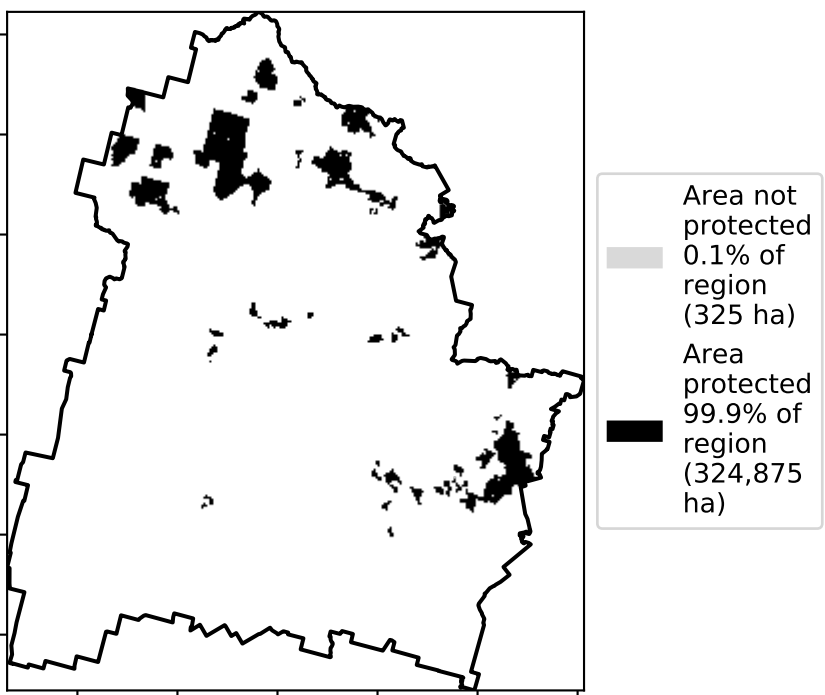 Area not
protected
0.1% of
region
(325 ha)
Area
protected
99.9% of
region
(324,875
ha)